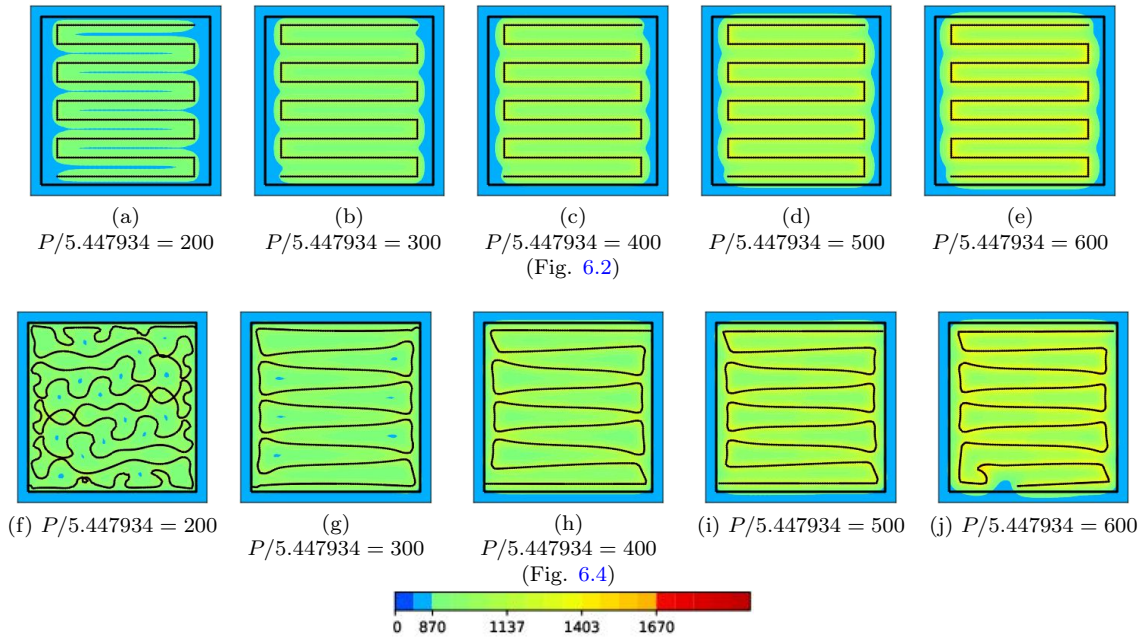 (a)
P/5.447934 = 200
(b)
P/5.447934 = 300
(c)
P/5.447934 = 400
(Fig. 6.2)
(d)
P/5.447934 = 500
(e)
P/5.447934 = 600
(f) P/5.447934 = 200
(g)
P/5.447934 = 300
(h)
P/5.447934 = 400
(Fig. 6.4)
(i) P/5.447934 = 500
(j) P/5.447934 = 600
0 870 1137 1403 1670